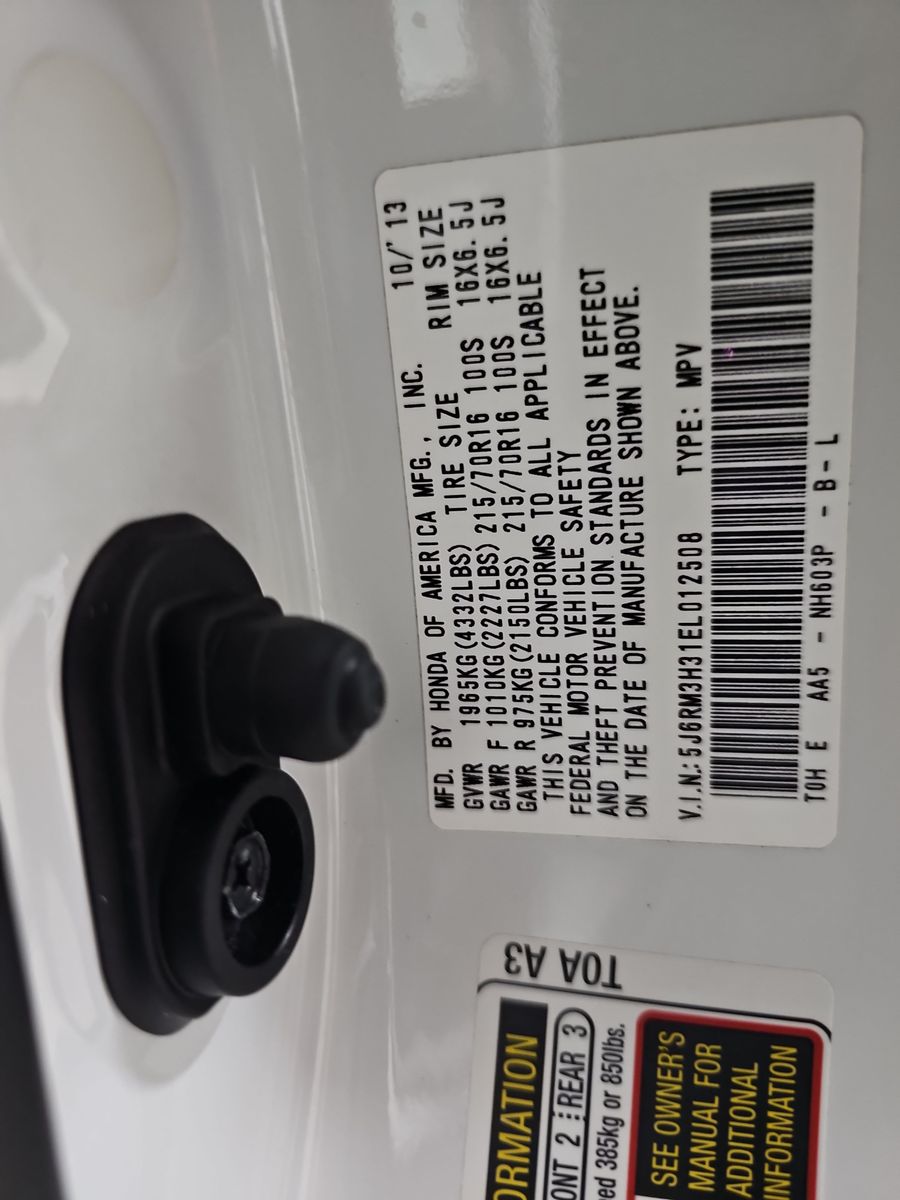 MFD. BY HONDA OF AMERICA MFG., INC. 10/'13
GVWR 1965KG(4332LBS) TIRE SIZE RIM SIZE
GAWR F 1010KG(2227LBS) 215/70R16 100S 16X6.5J
GAWR R 975KG(2150LBS) 215/70R16 100S 16X6.5J
THIS VEHICLE CONFORMS TO ALL APPLICABLE
FEDERAL MOTOR VEHICLE SAFETY
AND THEFT PREVENTION STANDARDS IN EFFECT
ON THE DATE OF MANUFACTURE SHOWN ABOVE.
V.I.N.:5J6RM3H31EL012508 TYPE: MPV
T0H E AA5 - NH603P - B-L
T0A A3
ORMATION
ONT 2 REAR 3
ed 385kg or 850lbs.
SEE OWNER'S
MANUAL FOR
ADDITIONAL
INFORMATION